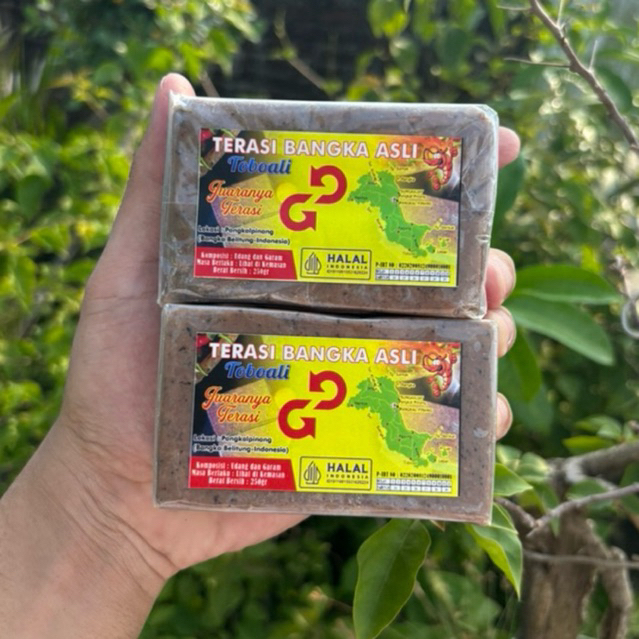 TERASI BANGKA ASLI
Toboali
Juaranya
Terasi
Lokasi : Pangkalpinang
(Bangka Belitung-Indonesia)
Komposisi : Udang dan Garam
Masa Berlaku : Lihat di Kemasan
Berat Bersih : 250gr
HALAL
INDONESIA
TERASI BANGKA ASLI
Toboali
Juaranya
Terasi
Lokasi : Pangkalpinang
(Bangka Belitung-Indonesia)
Komposisi : Udang dan Garam
Masa Berlaku : Lihat di Kemasan
Berat Bersih : 250gr
HALAL
INDONESIA